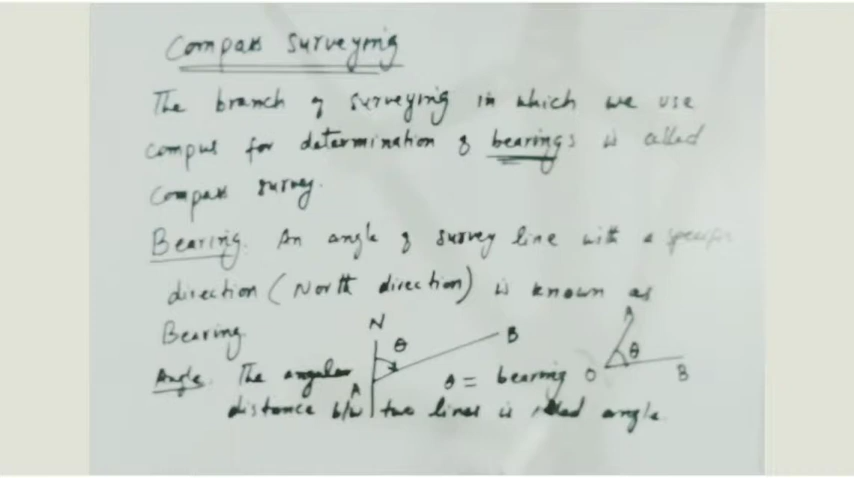 Compass Surveying
The branch of surveying in which we use
compus for determination of bearings is called
Compass survey.
Bearing. An angle of survey line with a specific
direction (North direction) is known as
Bearing.
N
θ
B
A
θ = bearing
A
θ
O
B
Angle. The angular
distance b/w two lines is called angle.